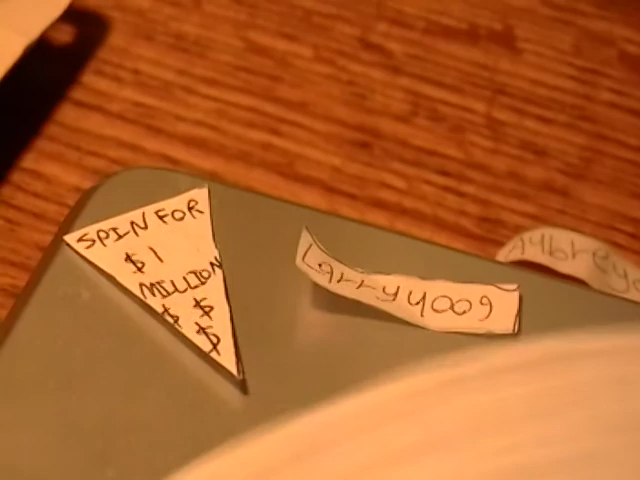 SPIN FOR
$1
MILLION
$ $
$
Larry4009